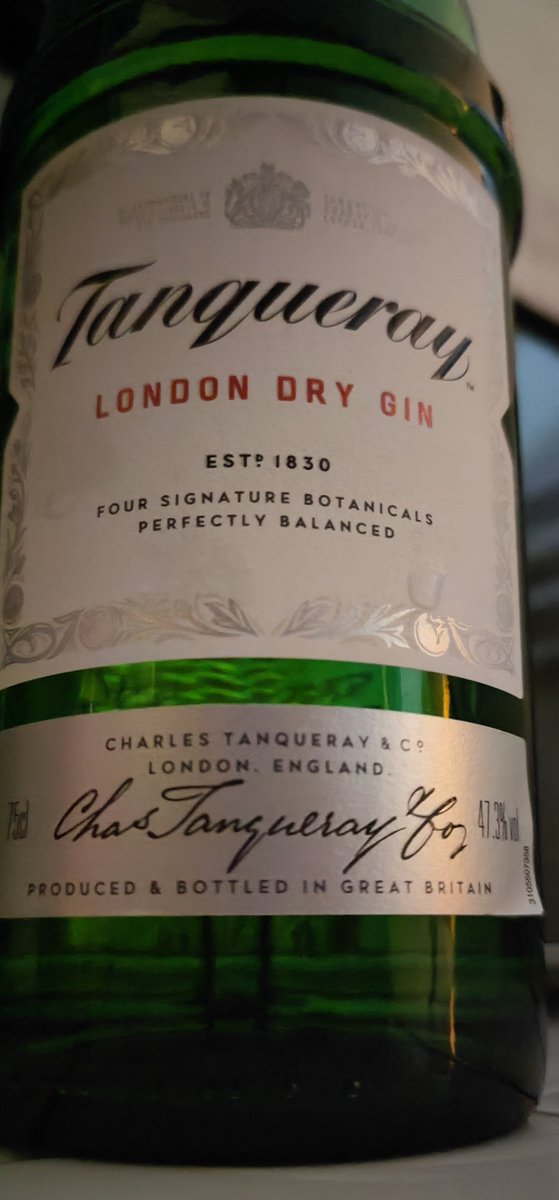 Tanqueray™
LONDON DRY GIN
ESTᴰ 1830
FOUR SIGNATURE BOTANICALS
PERFECTLY BALANCED
CHARLES TANQUERAY & Cº
LONDON. ENGLAND.
75cl Chas Tanqueray & Co, 47.3% vol
PRODUCED & BOTTLED IN GREAT BRITAIN